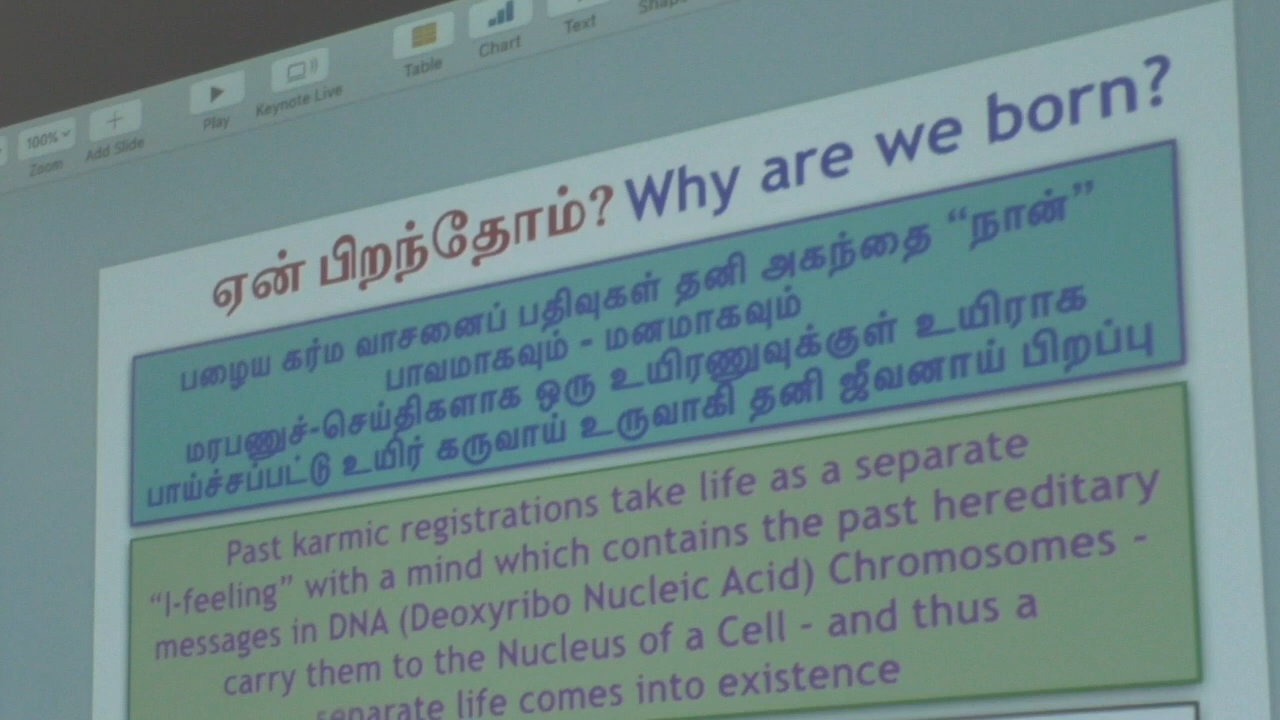 100%
Zoom
Add Slide
Play
Keynote Live
Table
Chart
Text
ஏன் பிறந்தோம்? Why are we born?
பழைய கர்ம வாசனைப் பதிவுகள் தனி அகந்தை “நான்”
பாவமாகவும் - மனமாகவும்
மரபணுச்-செய்திகளாக ஒரு உயிரணுவுக்குள் உயிராக
பாய்ச்சப்பட்டு உயிர் கருவாய் உருவாகி தனி ஜீவனாய் பிறப்பு
Past karmic registrations take life as a separate
“I-feeling” with a mind which contains the past hereditary
messages in DNA (Deoxyribo Nucleic Acid) Chromosomes -
carry them to the Nucleus of a Cell - and thus a
separate life comes into existence